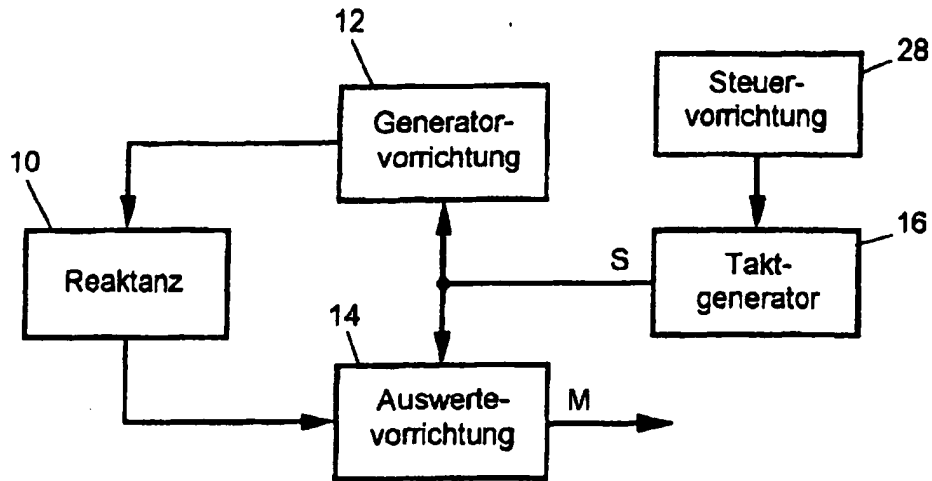 12
Generator-
vorrichtung
28
Steuer-
vorrichtung
10
Reaktanz
16
Takt-
generator
S
14
Auswerte-
vorrichtung
M